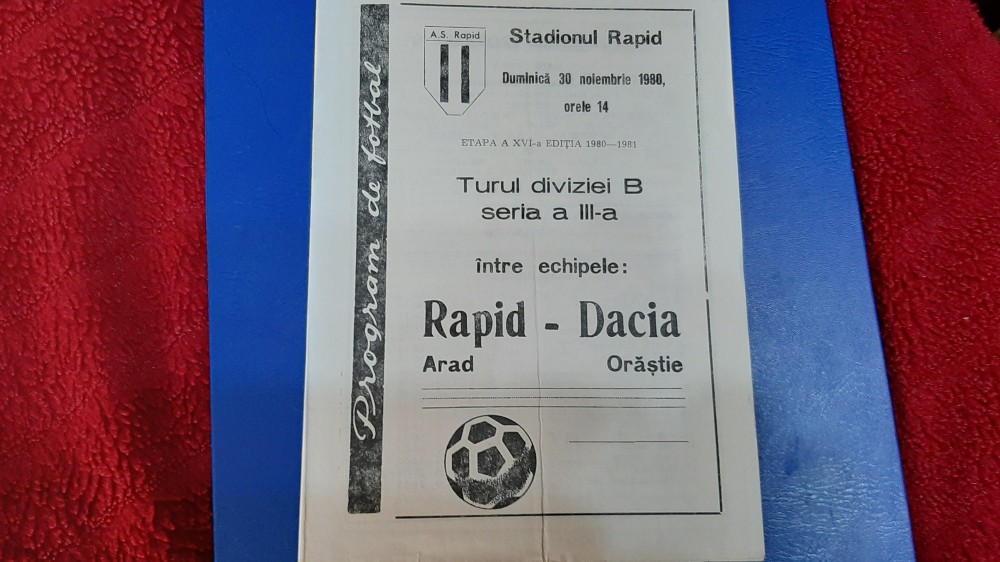 Program de fotbal
A.S. Rapid
Stadionul Rapid
Duminică 30 noiembrie 1980,
orele 14
ETAPA A XVI-a EDIȚIA 1980—1981
Turul diviziei B
seria a III-a
între echipele:
Rapid - Dacia
Arad Orăștie